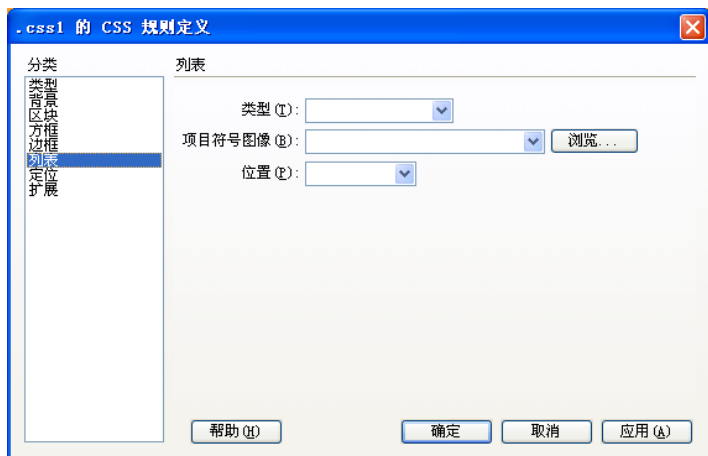 .css1 的 CSS 规则定义
分类
类型
背景
区块
方框
边框
列表
定位
扩展
列表
类型(T):
项目符号图像(B):
浏览...
位置(P):
帮助(H)
确定
取消
应用(A)